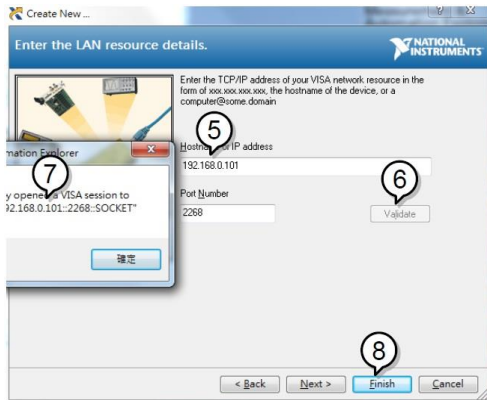 Create New ...
Enter the LAN resource details.
NATIONAL
INSTRUMENTS
Enter the TCP/IP address of your VISA network resource in the
form of xxx.xxx.xxx.xxx, the hostname of the device, or a
computer@some.domain
5
IP address
192.168.0.101
mation Explorer
7
y opened VISA session to
92.168.0.101::2268::SOCKET"
確定
Port Number
2268
6
Validate
8
< Back
Next >
Finish
Cancel